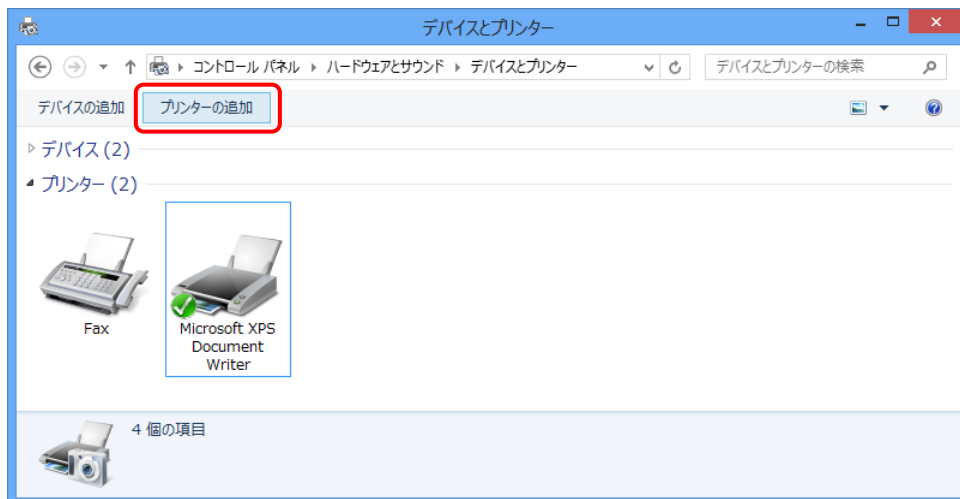 デバイスとプリンター
コントロール パネル ▸ ハードウェアとサウンド ▸ デバイスとプリンター
デバイスとプリンターの検索
デバイスの追加
プリンターの追加
デバイス (2)
プリンター (2)
Fax
Microsoft XPS
Document
Writer
4 個の項目